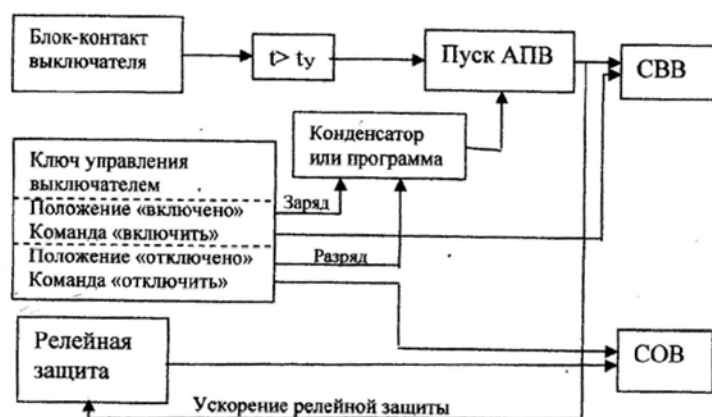 Блок-контакт
выключателя
t> tу
Пуск АПВ
СВВ
Конденсатор
или программа
Ключ управления
выключателем
Положение «включено»
Заряд
Команда «включить»
Положение «отключено»
Разряд
Команда «отключить»
Релейная
защита
СОВ
Ускорение релейной защиты